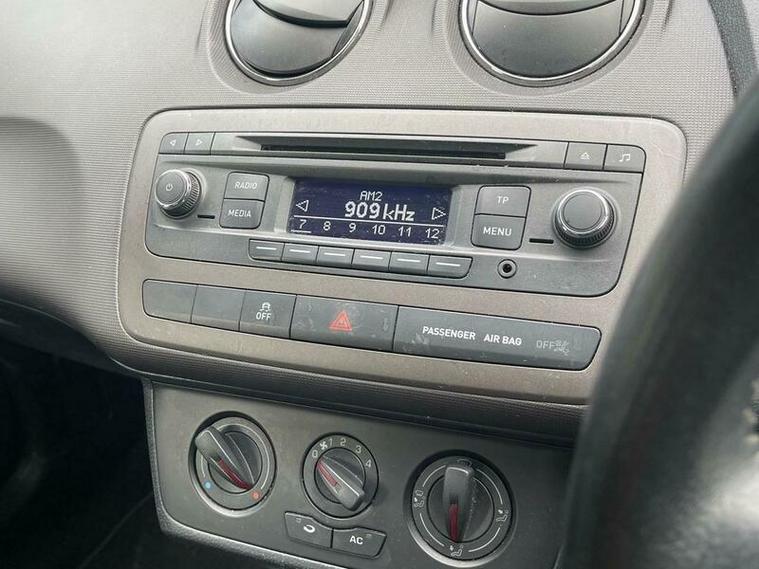 RADIO
MEDIA
AM2
909 kHz
7 8 9 10 11 12
TP
MENU
OFF
PASSENGER AIR BAG OFF
0 1 2 3 4
AC